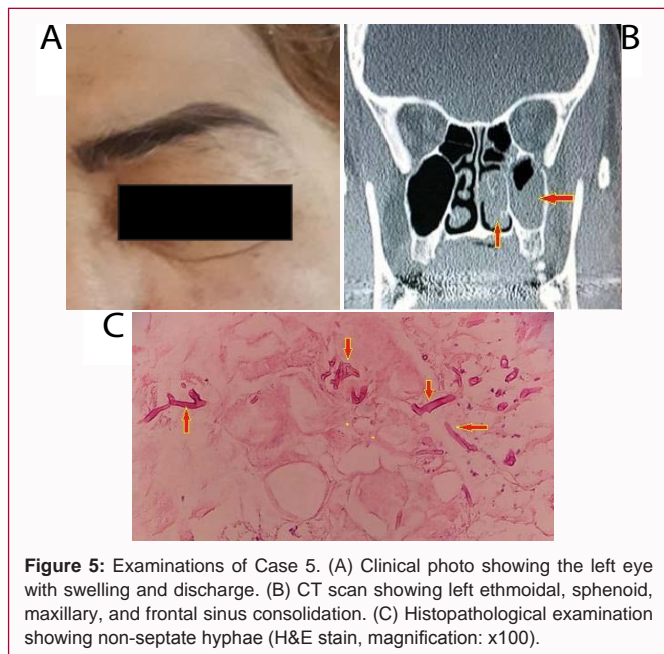 A
B
C
Figure 5: Examinations of Case 5. (A) Clinical photo showing the left eye
with swelling and discharge. (B) CT scan showing left ethmoidal, sphenoid,
maxillary, and frontal sinus consolidation. (C) Histopathological examination
showing non-septate hyphae (H&E stain, magnification: x100).